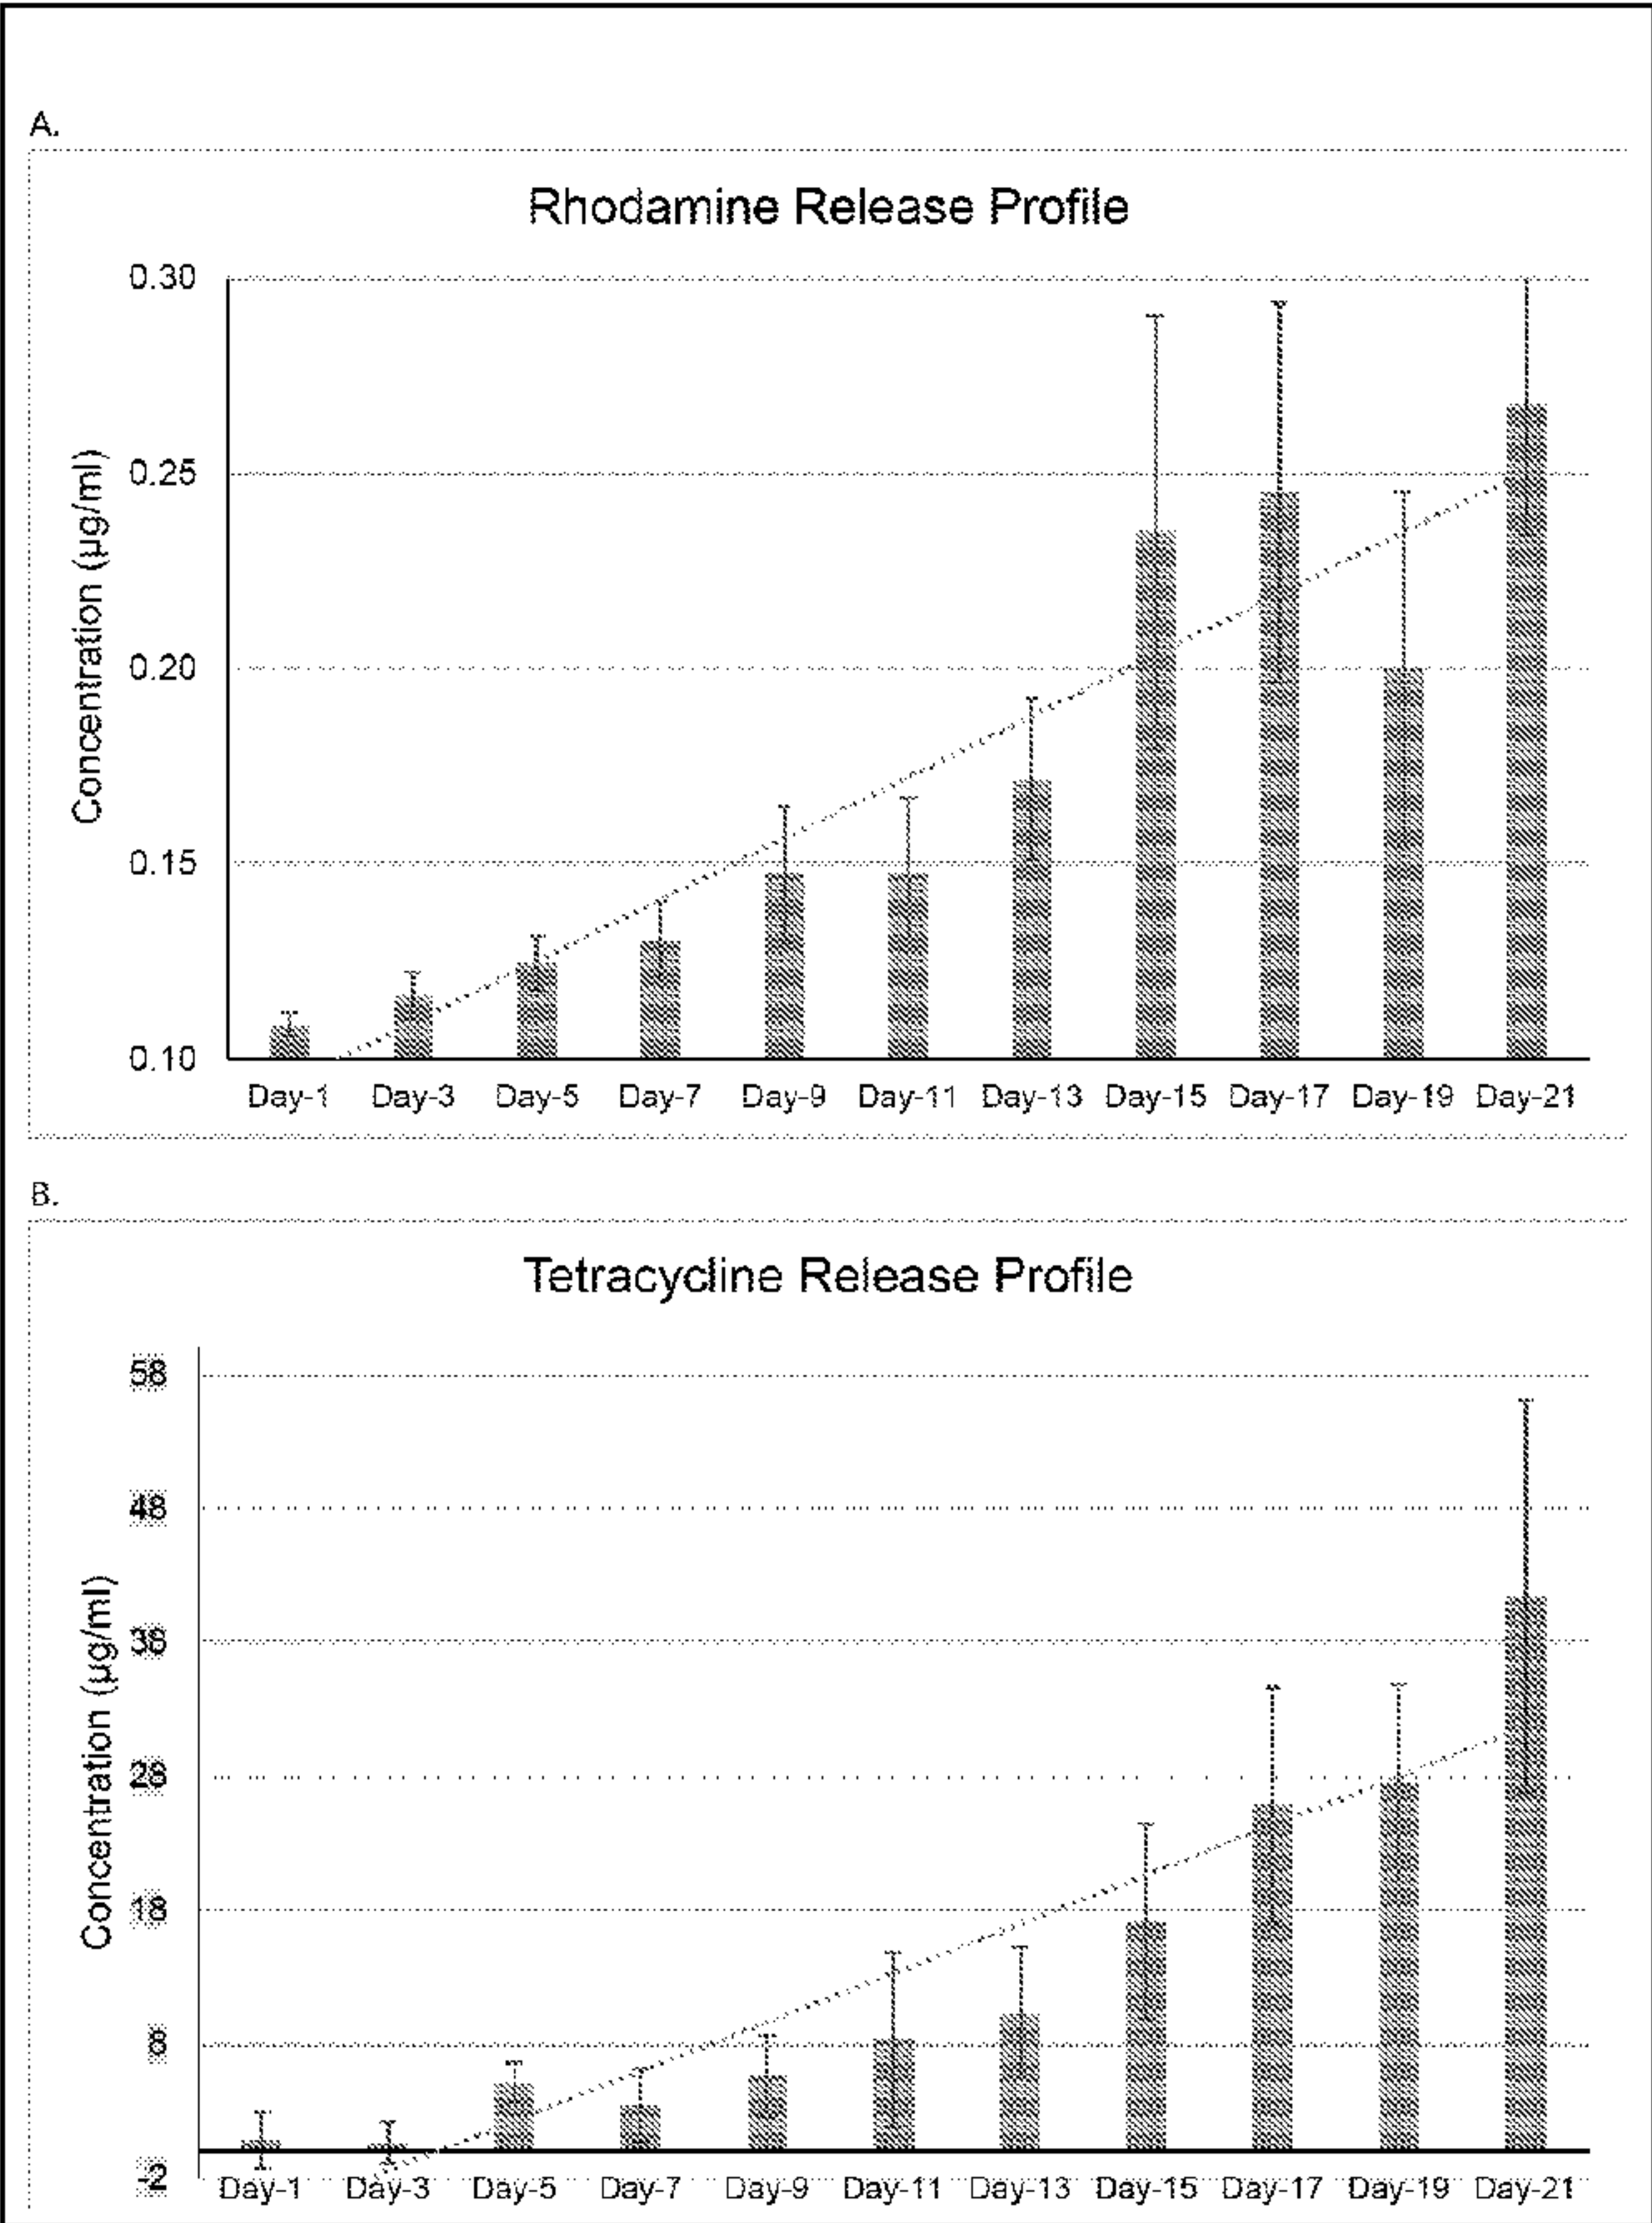 A.
Rhodamine Release Profile
Concentration (µg/ml)
0.30
0.25
0.20
0.15
0.10
Day-1 Day-3 Day-5 Day-7 Day-9 Day-11 Day-13 Day-15 Day-17 Day-19 Day-21
B.
Tetracycline Release Profile
Concentration (µg/ml)
58
48
38
28
18
8
-2
Day-1 Day-3 Day-5 Day-7 Day-9 Day-11 Day-13 Day-15 Day-17 Day-19 Day-21